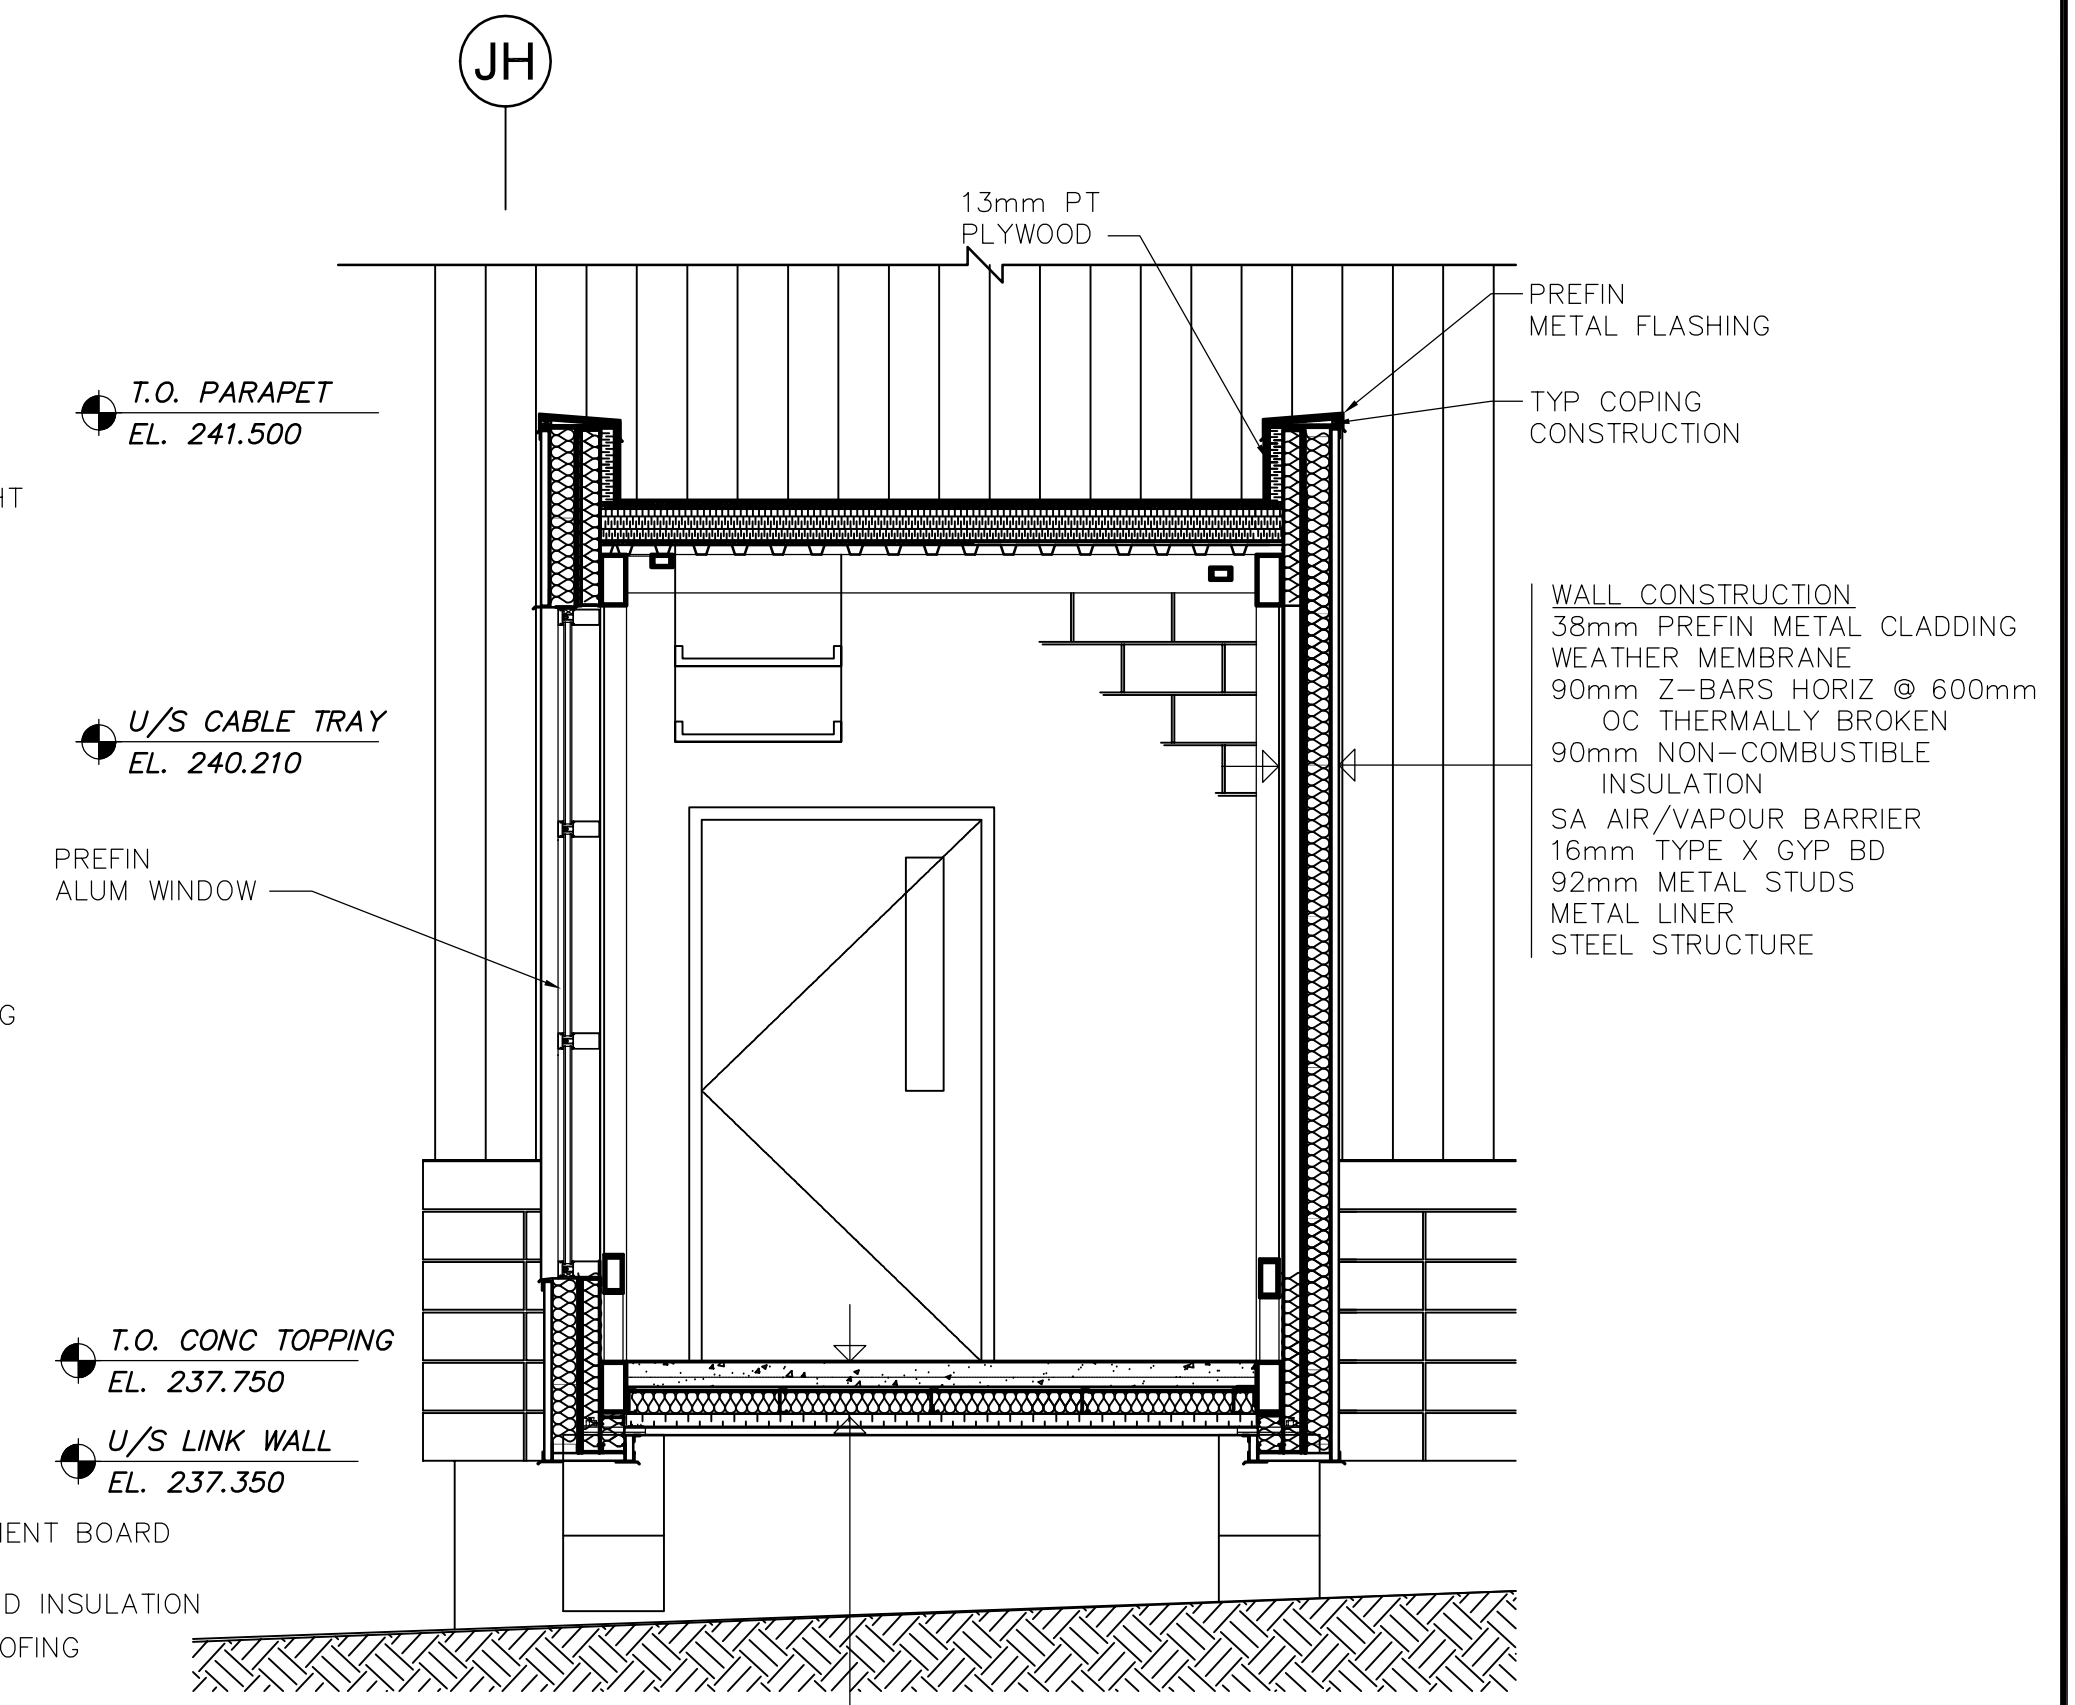 JH
13mm PT
PLYWOOD
PREFIN
METAL FLASHING
TYP COPING
CONSTRUCTION
T.O. PARAPET
EL. 241.500
HT
WALL CONSTRUCTION
38mm PREFIN METAL CLADDING
WEATHER MEMBRANE
90mm Z-BARS HORIZ @ 600mm
OC THERMALLY BROKEN
90mm NON-COMBUSTIBLE
INSULATION
SA AIR/VAPOUR BARRIER
16mm TYPE X GYP BD
92mm METAL STUDS
METAL LINER
STEEL STRUCTURE
U/S CABLE TRAY
EL. 240.210
PREFIN
ALUM WINDOW
G
T.O. CONC TOPPING
EL. 237.750
U/S LINK WALL
EL. 237.350
ENT BOARD
D INSULATION
OFING